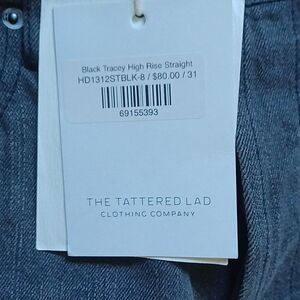 Black Tracey High Rise Straight
HD1312STBLK-8 / $80.00 / 31
69155393
THE TATTERED LAD
CLOTHING COMPANY